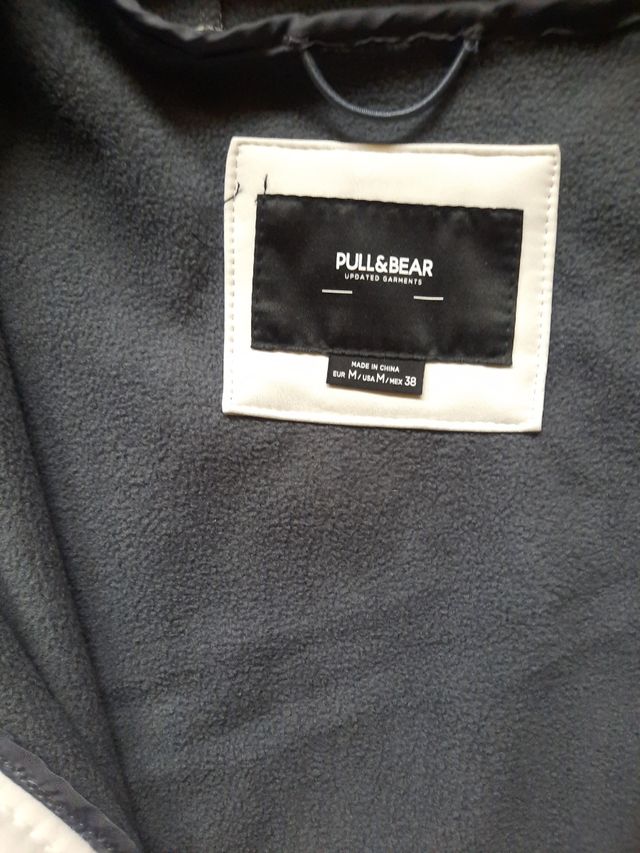 PULL&BEAR
UPDATED GARMENTS
MADE IN CHINA
EUR M/USA M/MEX 38